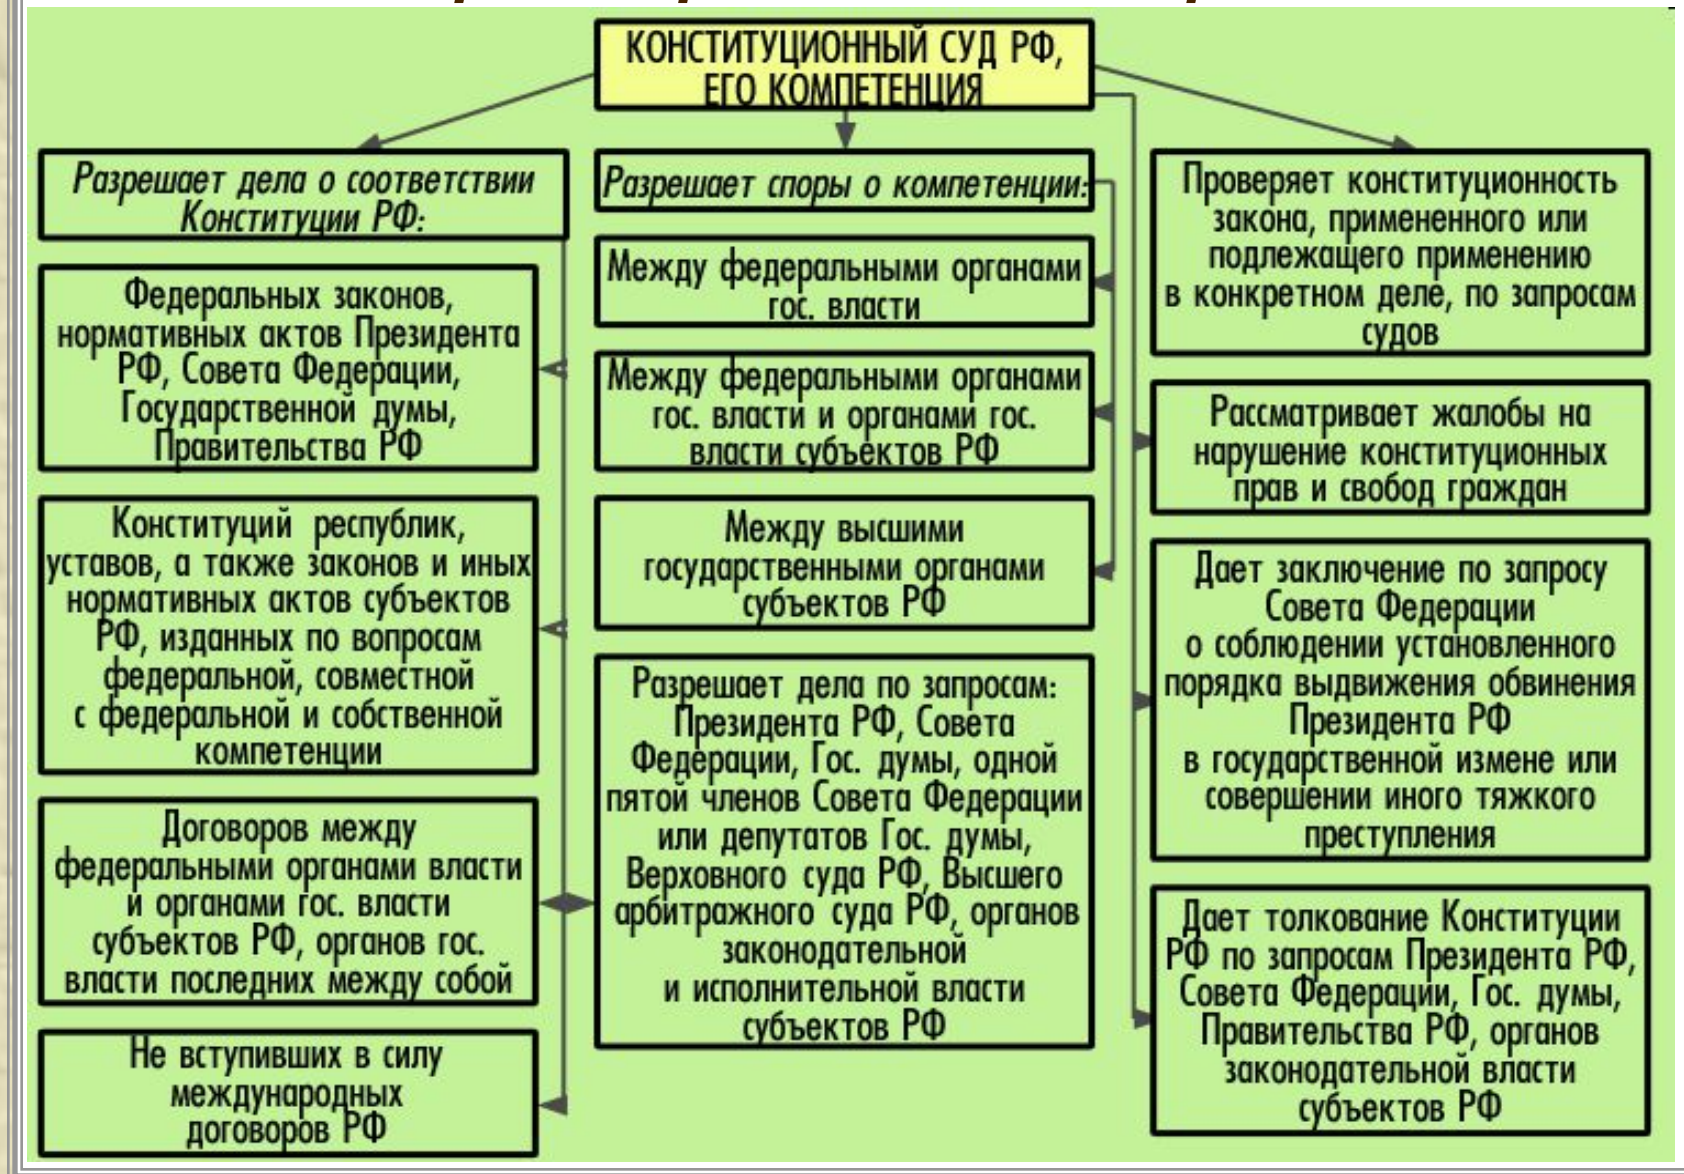 КОНСТИТУЦИОННЫЙ СУД РФ,
ЕГО КОМПЕТЕНЦИЯ
Разрешает дела о соответствии
Конституции РФ:
Федеральных законов,
нормативных актов Президента
РФ, Совета Федерации,
Государственной думы,
Правительства РФ
Конституций республик,
уставов, а также законов и иных
нормативных актов субъектов
РФ, изданных по вопросам
федеральной, совместной
с федеральной и собственной
компетенции
Договоров между
федеральными органами власти
и органами гос. власти
субъектов РФ, органов гос.
власти последних между собой
Не вступивших в силу
международных
договоров РФ
Разрешает споры о компетенции:
Между федеральными органами
гос. власти
Между федеральными органами
гос. власти и органами гос.
власти субъектов РФ
Между высшими
государственными органами
субъектов РФ
Разрешает дела по запросам:
Президента РФ, Совета
Федерации, Гос. думы, одной
пятой членов Совета Федерации
или депутатов Гос. думы,
Верховного суда РФ, Высшего
арбитражного суда РФ, органов
законодательной
и исполнительной власти
субъектов РФ
Проверяет конституционность
закона, примененного или
подлежащего применению
в конкретном деле, по запросам
судов
Рассматривает жалобы на
нарушение конституционных
прав и свобод граждан
Дает заключение по запросу
Совета Федерации
о соблюдении установленного
порядка выдвижения обвинения
Президента РФ
в государственной измене или
совершении иного тяжкого
преступления
Дает толкование Конституции
РФ по запросам Президента РФ,
Совета Федерации, Гос. думы,
Правительства РФ, органов
законодательной власти
субъектов РФ